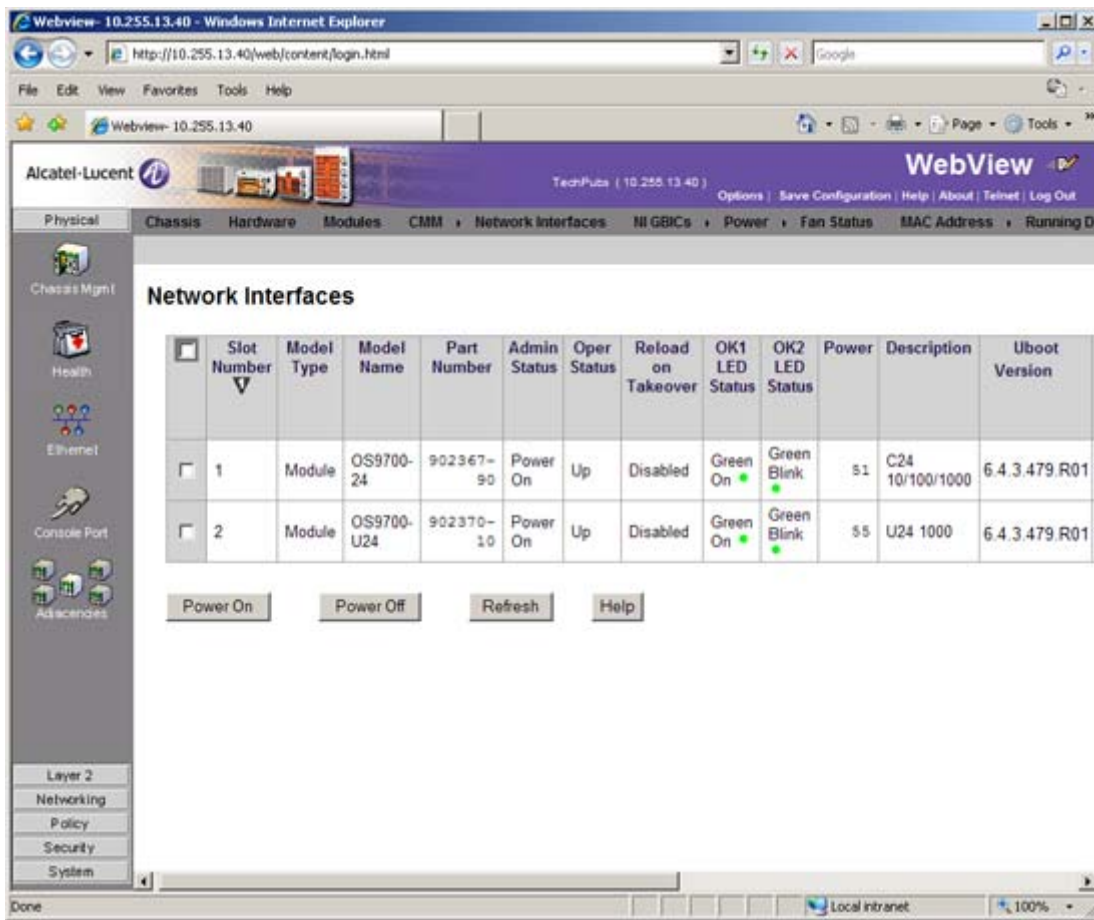 Webview- 10.255.13.40 - Windows Internet Explorer
http://10.255.13.40/web/content/login.html
Google
File Edit View Favorites Tools Help
Webview- 10.255.13.40
Page Tools
Alcatel-Lucent
TechPubs ( 10.255.13.40 )
WebView
Options | Save Configuration | Help | About | Telnet | Log Out
Physical
Chassis Hardware Modules CMM Network Interfaces NI GBICs Power Fan Status MAC Address Running D
Chassis Mgmt
Health
Ethernet
Console Port
Adjacencies
Network Interfaces
Slot Number Model Type Model Name Part Number Admin Status Oper Status Reload on Takeover OK1 LED Status OK2 LED Status Power Description Uboot Version
1 Module OS9700-24 902367-90 Power On Up Disabled Green On Green Blink 51 C24 10/100/1000 6.4.3.479.R01
2 Module OS9700-U24 902370-10 Power On Up Disabled Green On Green Blink 55 U24 1000 6.4.3.479.R01
Power On Power Off Refresh Help
Layer 2
Networking
Policy
Security
System
Done
Local intranet
100%